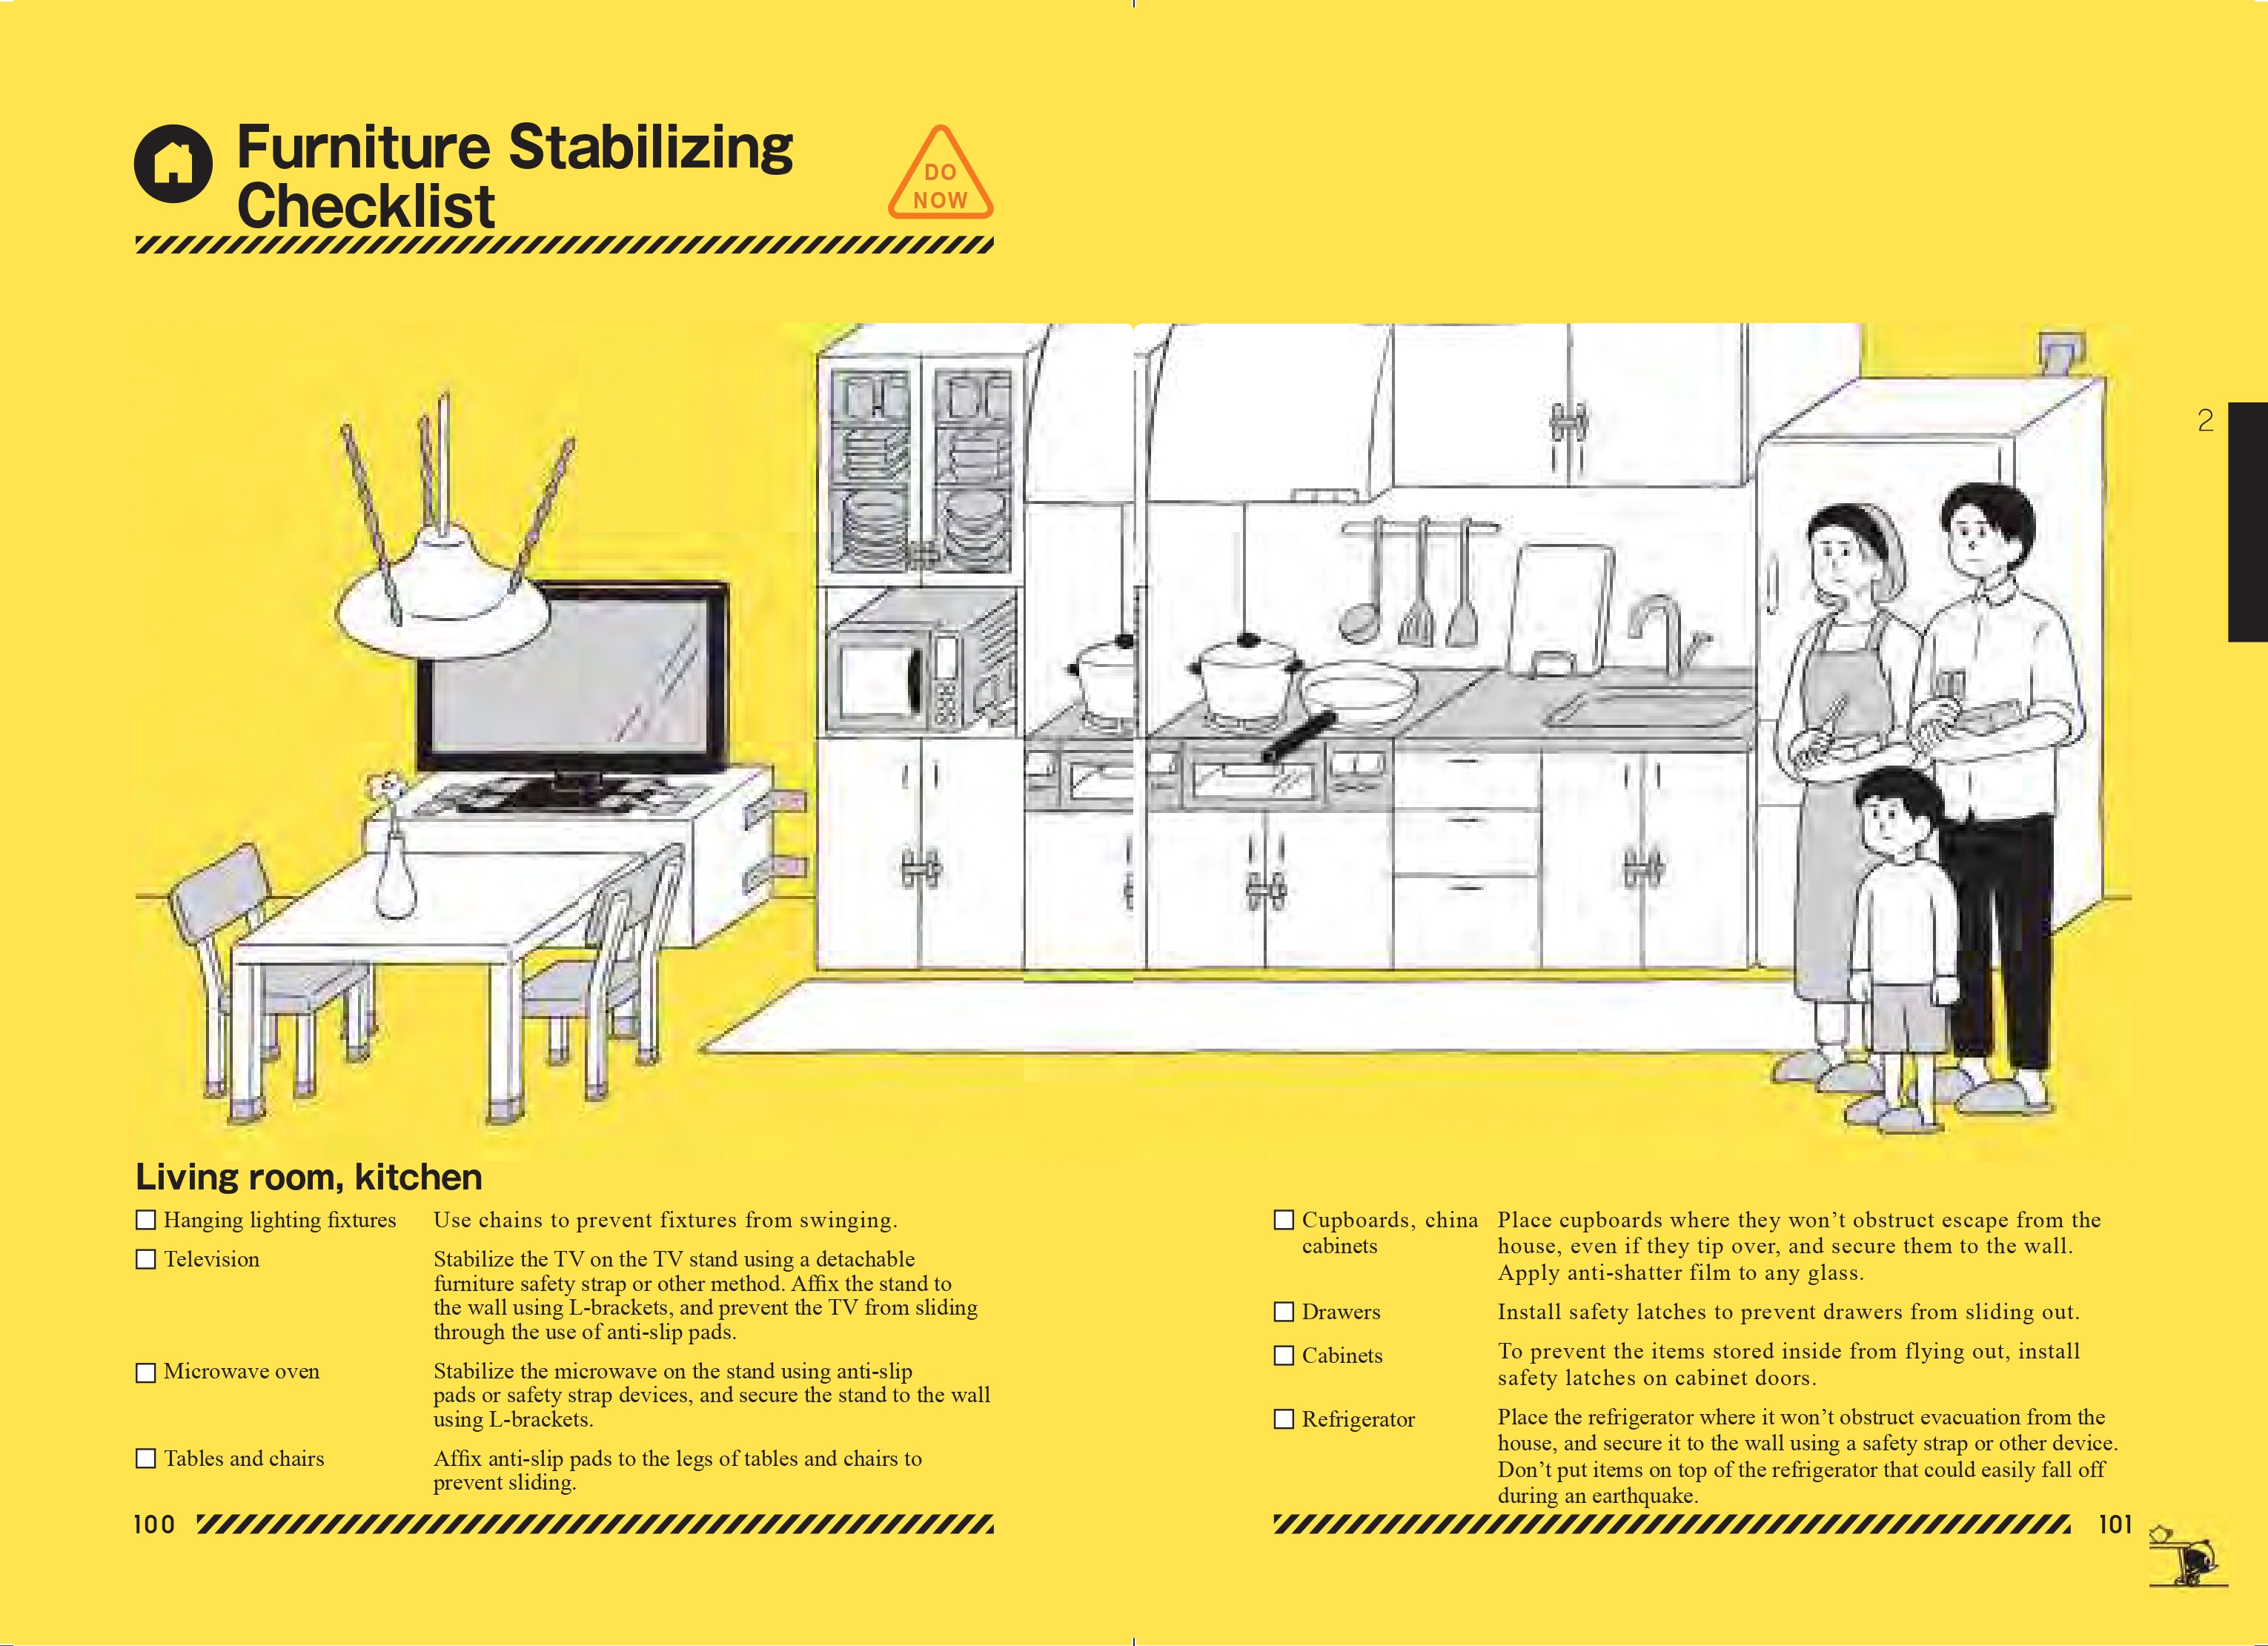 Furniture Stabilizing
Checklist
DO
NOW
2
Living room, kitchen
Hanging lighting fixtures
Use chains to prevent fixtures from swinging.
Television
Stabilize the TV on the TV stand using a detachable
furniture safety strap or other method. Affix the stand to
the wall using L-brackets, and prevent the TV from sliding
through the use of anti-slip pads.
Microwave oven
Stabilize the microwave on the stand using anti-slip
pads or safety strap devices, and secure the stand to the wall
using L-brackets.
Tables and chairs
Affix anti-slip pads to the legs of tables and chairs to
prevent sliding.
100
Cupboards, china
cabinets
Place cupboards where they won’t obstruct escape from the
house, even if they tip over, and secure them to the wall.
Apply anti-shatter film to any glass.
Drawers
Install safety latches to prevent drawers from sliding out.
Cabinets
To prevent the items stored inside from flying out, install
safety latches on cabinet doors.
Refrigerator
Place the refrigerator where it won’t obstruct evacuation from the
house, and secure it to the wall using a safety strap or other device.
Don’t put items on top of the refrigerator that could easily fall off
during an earthquake.
101